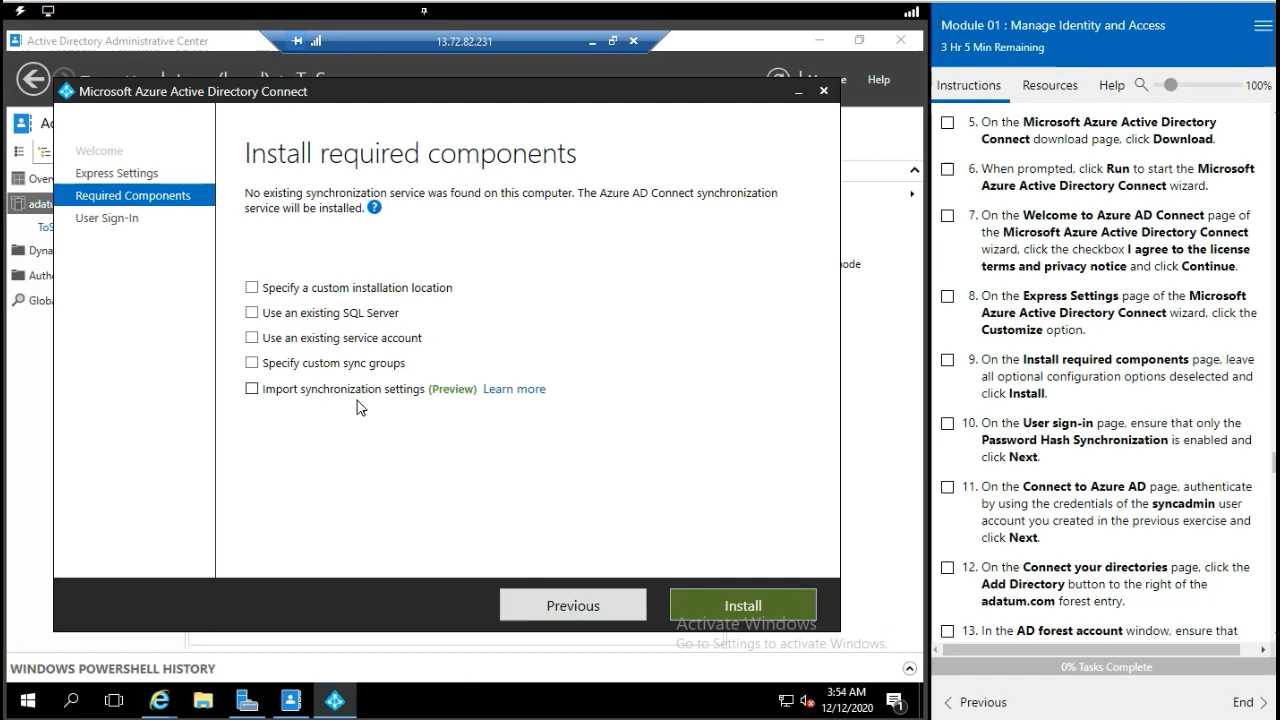 Active Directory Administrative Center
13.72.82.231
Help
Microsoft Azure Active Directory Connect
Welcome
Express Settings
Required Components
User Sign-In
Install required components
No existing synchronization service was found on this computer. The Azure AD Connect synchronization
service will be installed.
Specify a custom installation location
Use an existing SQL Server
Use an existing service account
Specify custom sync groups
Import synchronization settings (Preview) Learn more
Previous
Install
Activate Windows
Go to Settings to activate Windows.
WINDOWS POWERSHELL HISTORY
3:54 AM
12/12/2020
1
Module 01 : Manage Identity and Access
3 Hr 5 Min Remaining
Instructions
Resources
Help
100%
5. On the Microsoft Azure Active Directory
Connect download page, click Download.
6. When prompted, click Run to start the Microsoft
Azure Active Directory Connect wizard.
7. On the Welcome to Azure AD Connect page of
the Microsoft Azure Active Directory Connect
wizard, click the checkbox I agree to the license
terms and privacy notice and click Continue.
8. On the Express Settings page of the Microsoft
Azure Active Directory Connect wizard, click the
Customize option.
9. On the Install required components page, leave
all optional configuration options deselected and
click Install.
10. On the User sign-in page, ensure that only the
Password Hash Synchronization is enabled and
click Next.
11. On the Connect to Azure AD page, authenticate
by using the credentials of the syncadmin user
account you created in the previous exercise and
click Next.
12. On the Connect your directories page, click the
Add Directory button to the right of the
adatum.com forest entry.
13. In the AD forest account window, ensure that
0% Tasks Complete
Previous
End